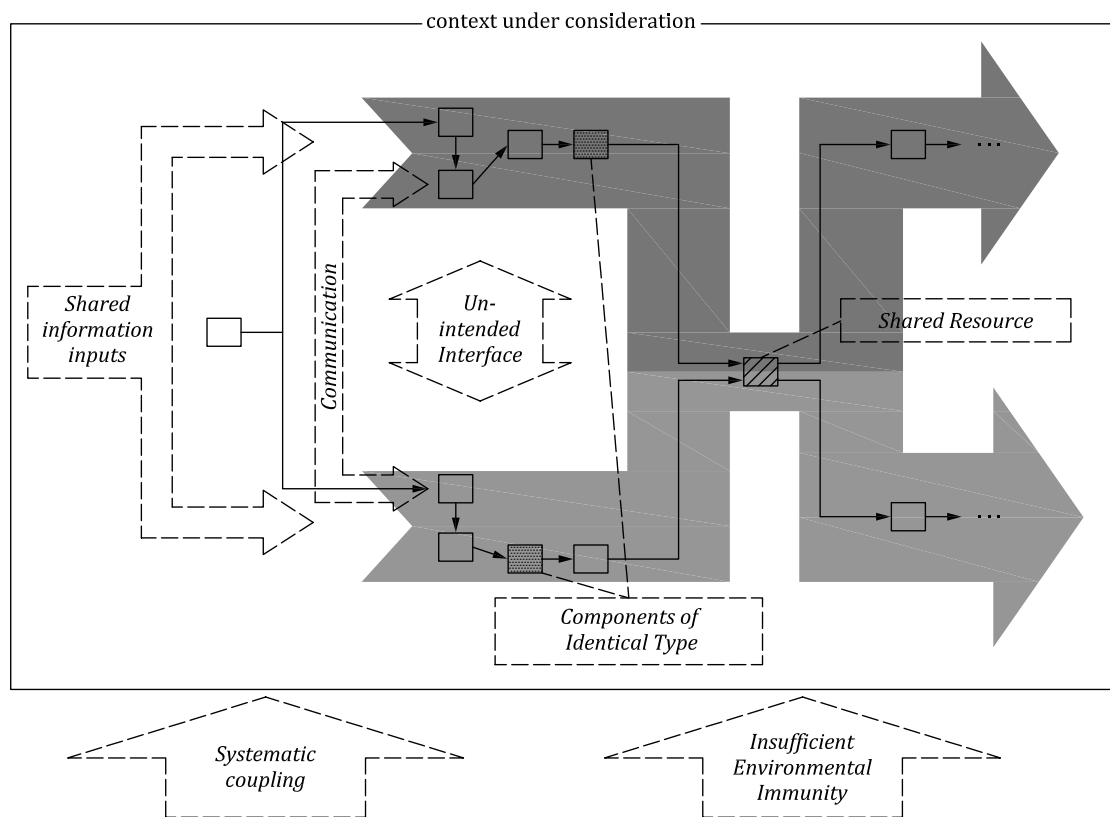 context under consideration
Shared
information
inputs
Communication
Un-
intended
Interface
Shared Resource
Components of
Identical Type
Systematic
coupling
Insufficient
Environmental
Immunity